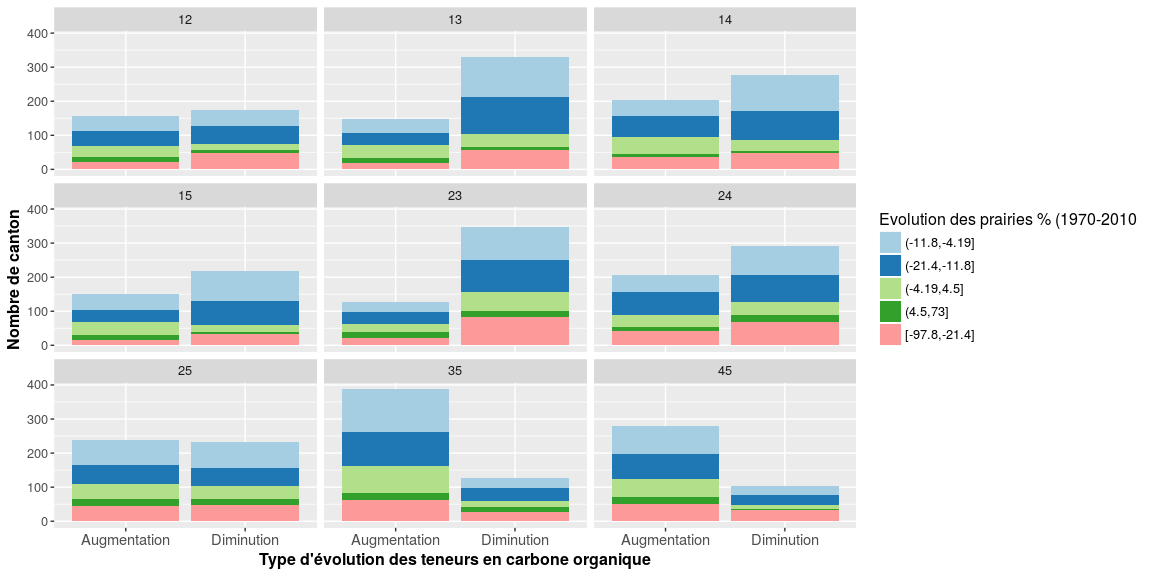 12 13 14
400
300
200
100
0
15 23 24
400
300
200
100
0
25 35 45
400
300
200
100
0
Augmentation Diminution Augmentation Diminution Augmentation Diminution
Type d'évolution des teneurs en carbone organique
Nombre de canton
Evolution des prairies % (1970-2010
(-11.8,-4.19]
(-21.4,-11.8]
(-4.19,4.5]
(4.5,73]
[-97.8,-21.4]